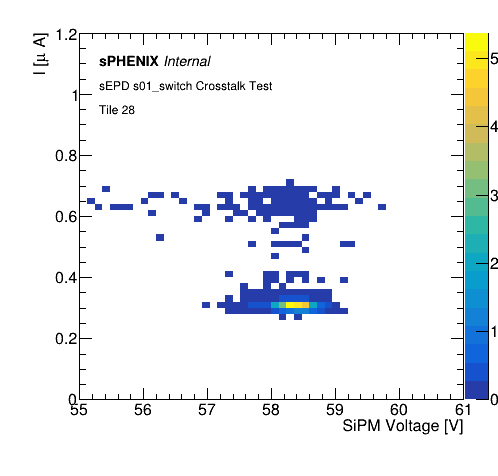 I [μ A]
sPHENIX Internal
sEPD s01_switch Crosstalk Test
Tile 28
1.2
1
0.8
0.6
0.4
0.2
0
55 56 57 58 59 60 61
SiPM Voltage [V]
5
4
3
2
1
0